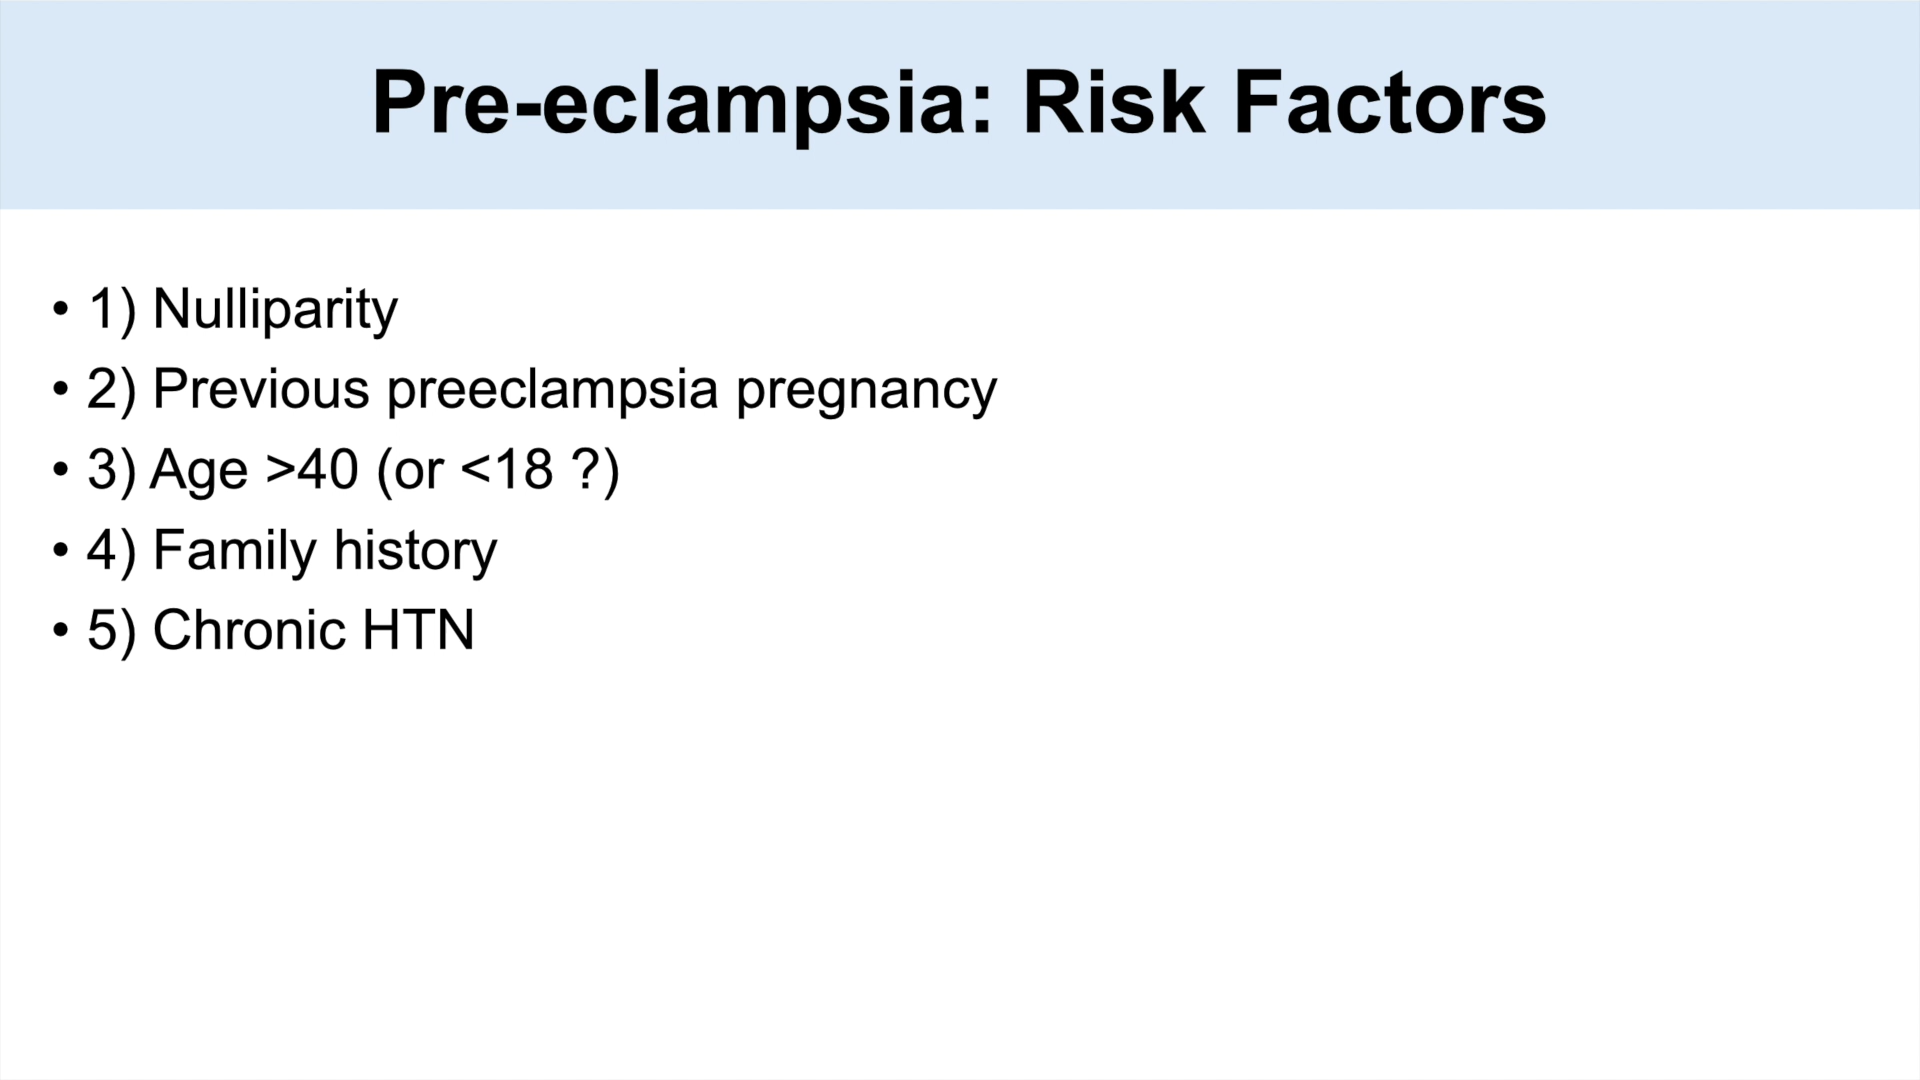 Pre-eclampsia: Risk Factors
• 1) Nulliparity
• 2) Previous preeclampsia pregnancy
• 3) Age >40 (or <18 ?)
• 4) Family history
• 5) Chronic HTN